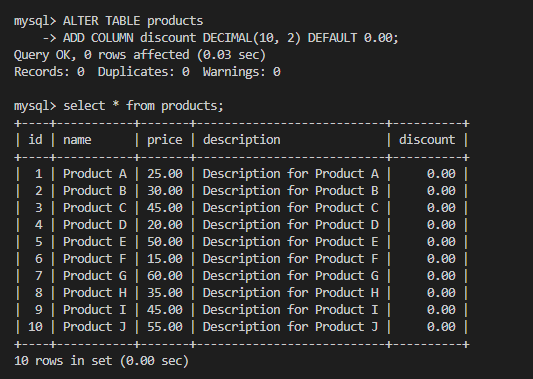 mysql> ALTER TABLE products
    -> ADD COLUMN discount DECIMAL(10, 2) DEFAULT 0.00;
Query OK, 0 rows affected (0.03 sec)
Records: 0  Duplicates: 0  Warnings: 0

mysql> select * from products;
+----+-----------+-------+-------------------------+----------+
| id | name      | price | description             | discount |
+----+-----------+-------+-------------------------+----------+
|  1 | Product A | 25.00 | Description for Product A |     0.00 |
|  2 | Product B | 30.00 | Description for Product B |     0.00 |
|  3 | Product C | 45.00 | Description for Product C |     0.00 |
|  4 | Product D | 20.00 | Description for Product D |     0.00 |
|  5 | Product E | 50.00 | Description for Product E |     0.00 |
|  6 | Product F | 15.00 | Description for Product F |     0.00 |
|  7 | Product G | 60.00 | Description for Product G |     0.00 |
|  8 | Product H | 35.00 | Description for Product H |     0.00 |
|  9 | Product I | 45.00 | Description for Product I |     0.00 |
| 10 | Product J | 55.00 | Description for Product J |     0.00 |
+----+-----------+-------+-------------------------+----------+
10 rows in set (0.00 sec)